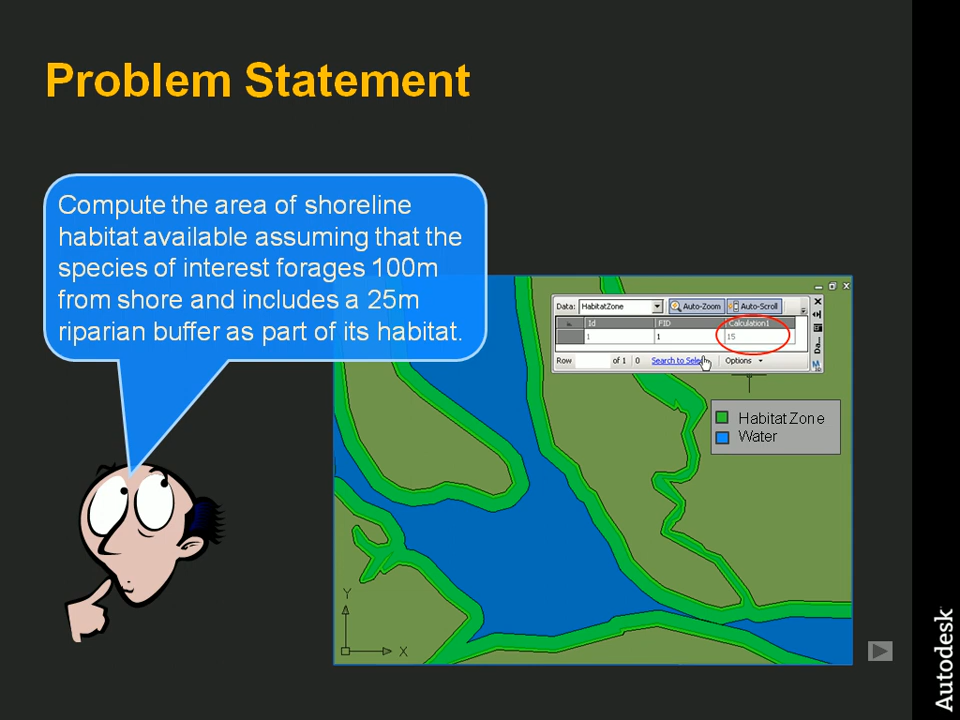 Problem Statement
Compute the area of shoreline
habitat available assuming that the
species of interest forages 100m
from shore and includes a 25m
riparian buffer as part of its habitat.
Data: HabitatZone Auto-Zoom Auto-Scroll
Id FID Calculation1
1 1 15
Row of 1 0 Search to Select Options
Da...
Habitat Zone
Water
Y
X
Autodesk